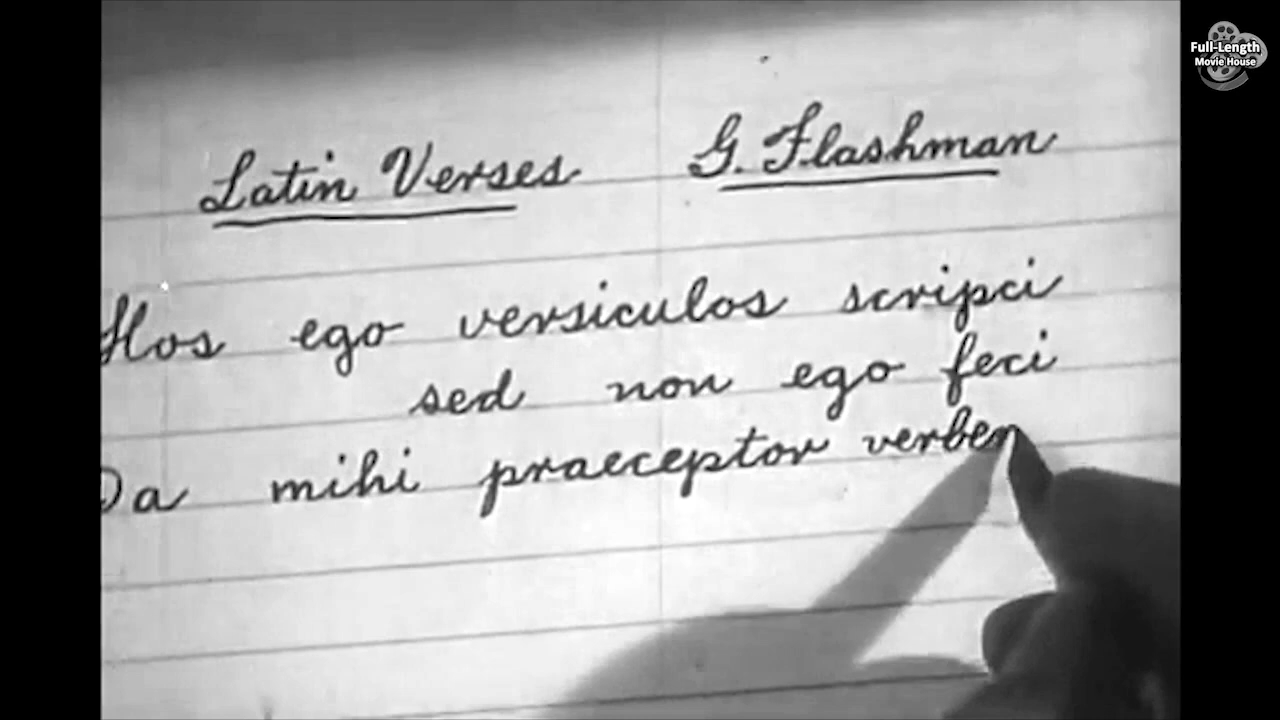 Full-Length
Movie House
Latin Verses G. Flashman
Hos ego versiculos scripci
sed non ego feci
Da mihi praeceptor verber